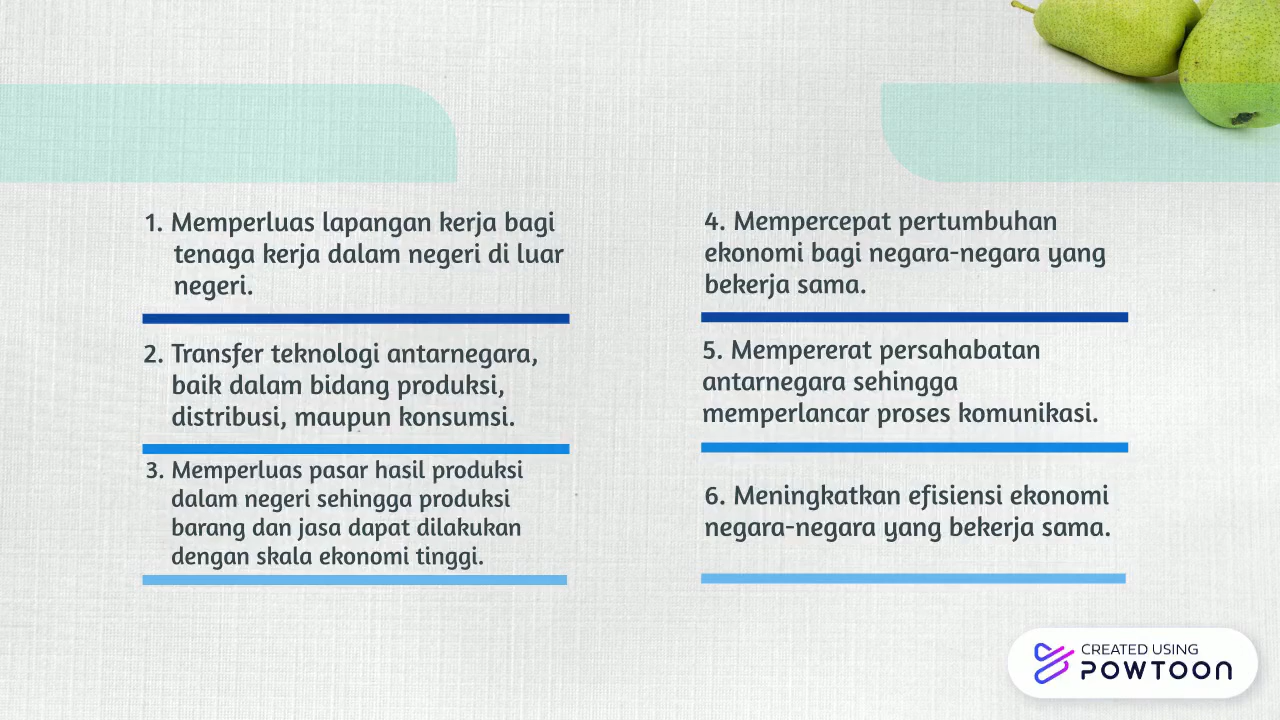 1. Memperluas lapangan kerja bagi
tenaga kerja dalam negeri di luar
negeri.
2. Transfer teknologi antarnegara,
baik dalam bidang produksi,
distribusi, maupun konsumsi.
3. Memperluas pasar hasil produksi
dalam negeri sehingga produksi
barang dan jasa dapat dilakukan
dengan skala ekonomi tinggi.
4. Mempercepat pertumbuhan
ekonomi bagi negara-negara yang
bekerja sama.
5. Mempererat persahabatan
antarnegara sehingga
memperlancar proses komunikasi.
6. Meningkatkan efisiensi ekonomi
negara-negara yang bekerja sama.
CREATED USING
POWTOON